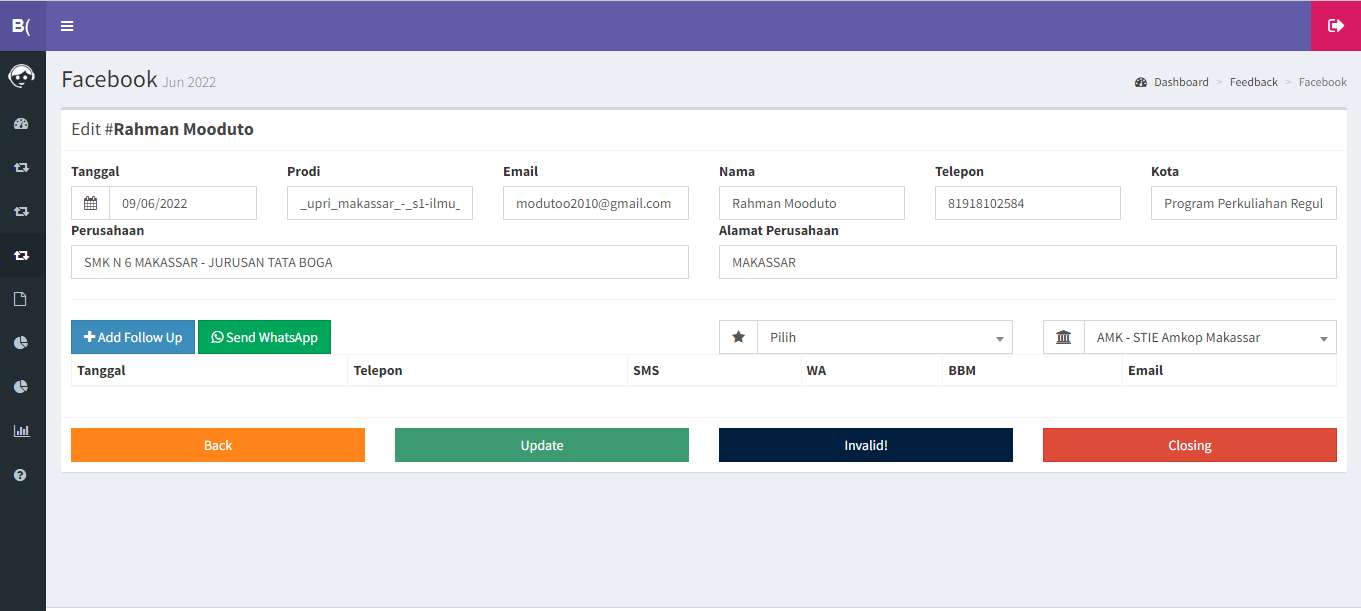 B(
Facebook Jun 2022
Dashboard > Feedback > Facebook
Edit #Rahman Mooduto
Tanggal Prodi Email Nama Telepon Kota
09/06/2022 _upri_makassar_-_s1-ilmu_ modutoo2010@gmail.com Rahman Mooduto 81918102584 Program Perkuliahan Regul
Perusahaan Alamat Perusahaan
SMK N 6 MAKASSAR - JURUSAN TATA BOGA MAKASSAR
Add Follow Up Send WhatsApp Pilih AMK - STIE Amkop Makassar
Tanggal Telepon SMS WA BBM Email
Back Update Invalid! Closing